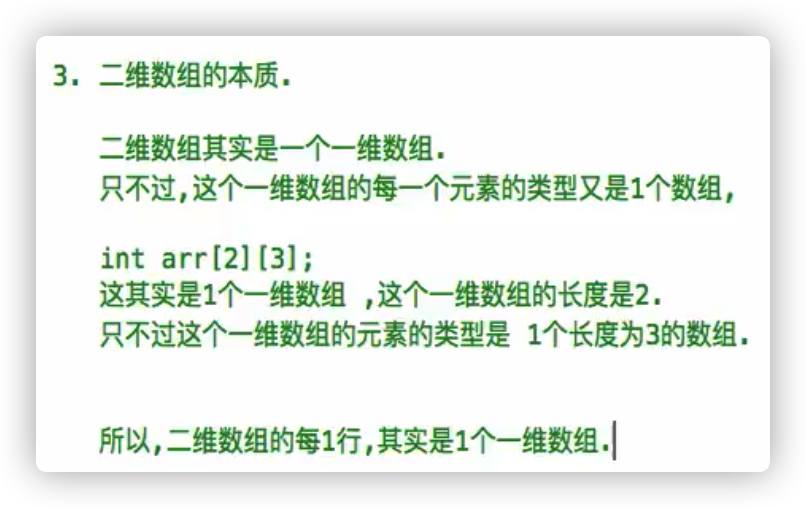 3. 二维数组的本质.
二维数组其实是一个一维数组.
只不过,这个一维数组的每一个元素的类型又是1个数组,
int arr[2][3];
这其实是1个一维数组 ,这个一维数组的长度是2.
只不过这个一维数组的元素的类型是 1个长度为3的数组.
所以,二维数组的每1行,其实是1个一维数组.